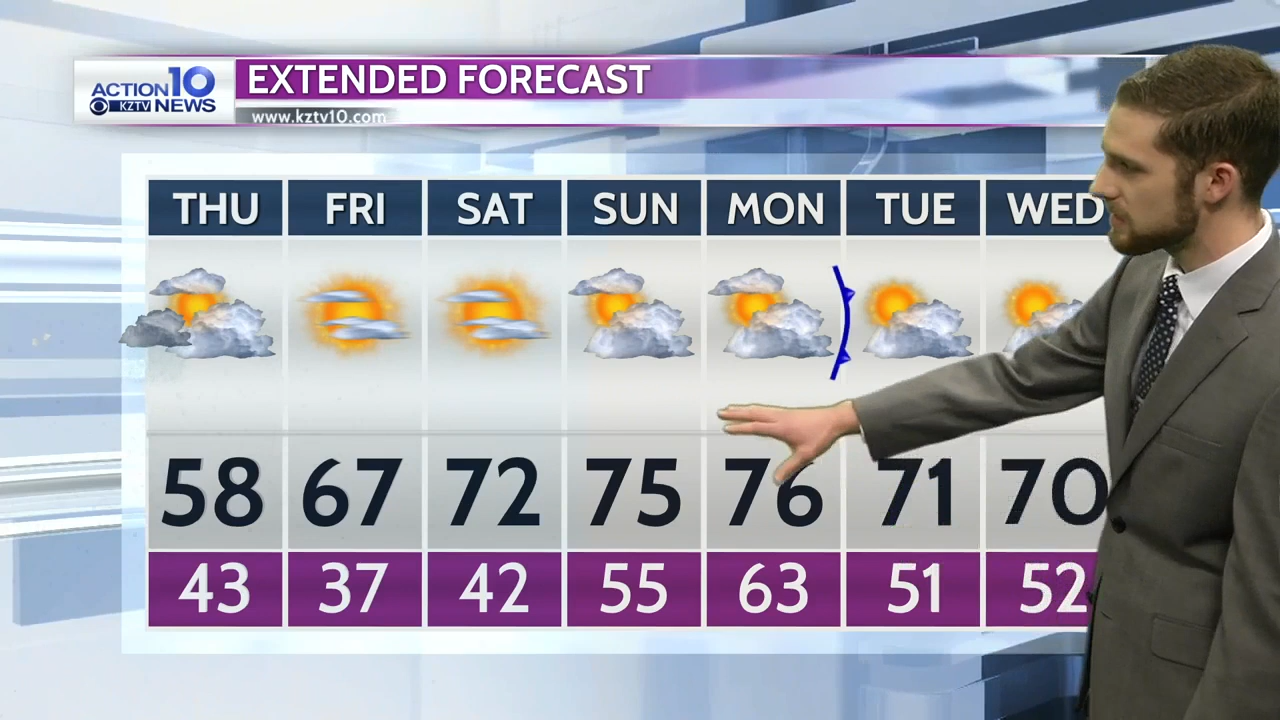 ACTION 10
KZTV NEWS
EXTENDED FORECAST
www.kztv10.com
THU FRI SAT SUN MON TUE WED
58 67 72 75 76 71 70
43 37 42 55 63 51 52